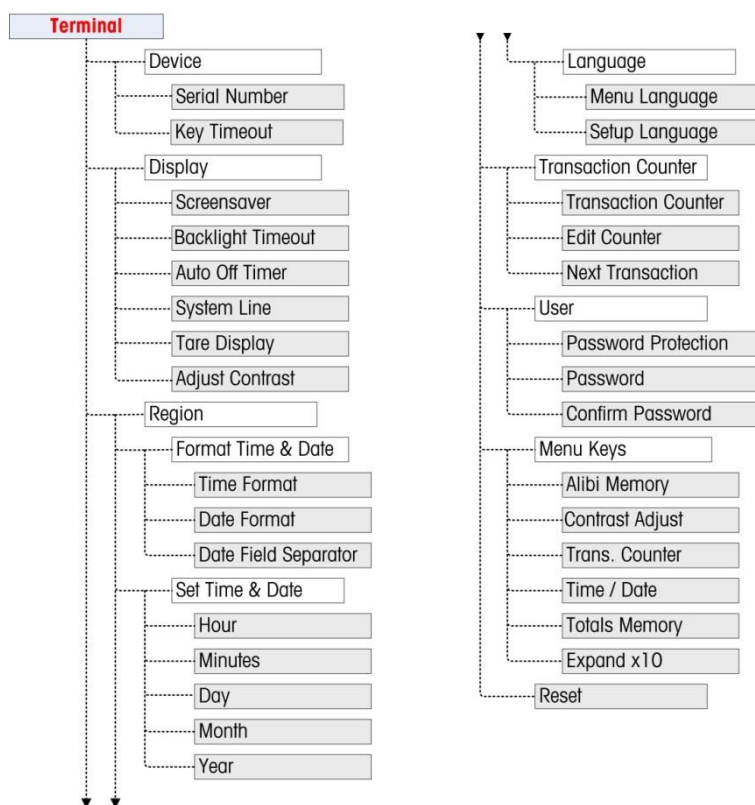 Terminal
Device
Serial Number
Key Timeout
Display
Screensaver
Backlight Timeout
Auto Off Timer
System Line
Tare Display
Adjust Contrast
Region
Format Time & Date
Time Format
Date Format
Date Field Separator
Set Time & Date
Hour
Minutes
Day
Month
Year
Language
Menu Language
Setup Language
Transaction Counter
Transaction Counter
Edit Counter
Next Transaction
User
Password Protection
Password
Confirm Password
Menu Keys
Alibi Memory
Contrast Adjust
Trans. Counter
Time / Date
Totals Memory
Expand x10
Reset